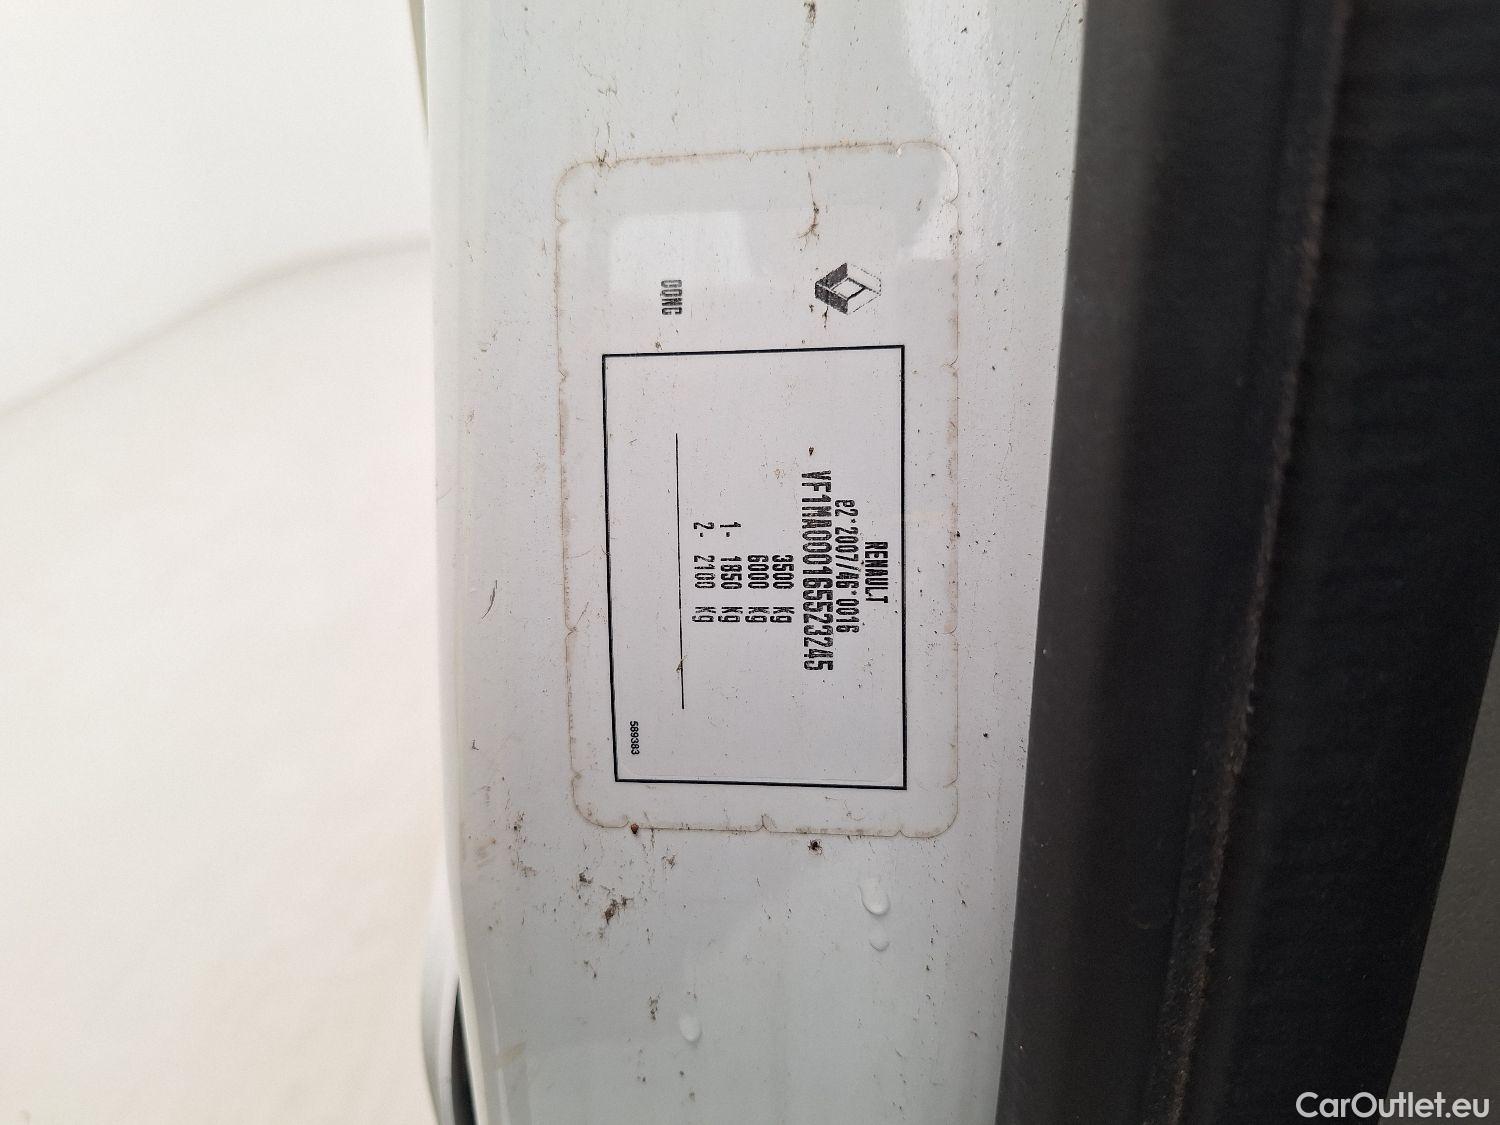 OONG
RENAULT
e2*2007/46*0016
VF1MA000165523245
3500 Kg
6000 Kg
1- 1850 Kg
2- 2100 Kg
589383
CarOutlet.eu